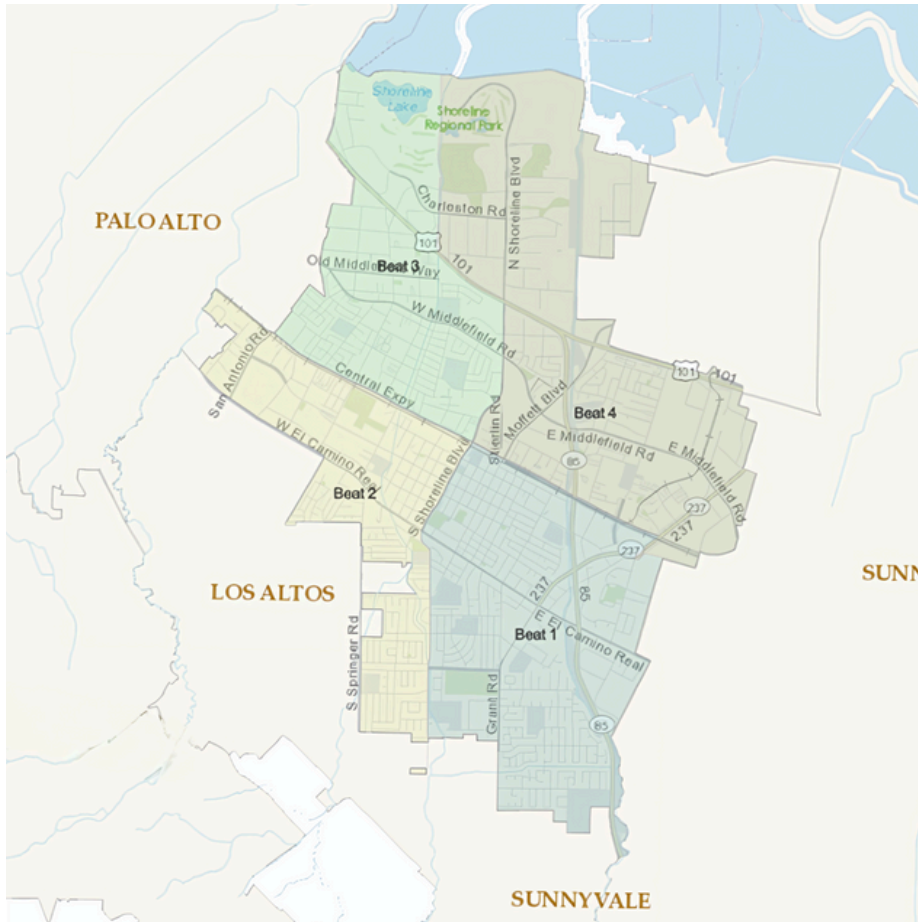 Shoreline
Lake
Shoreline
Regional Park
Charleston Rd
N Shoreline Blvd
PALO ALTO
101
101
Beat 3
W Middlefield Rd
San Antonio Rd
Central Expy
101
101
Moffett Blvd
Beat 4
E Middlefield Rd
E Middlefield Rd
W El Camino Real
S Shoreline Blvd
Stierlin Rd
85
Beat 2
237
237
237
237
85
LOS ALTOS
SUNN
Beat 1
E El Camino Real
S Springer Rd
Grant Rd
85
SUNNYVALE